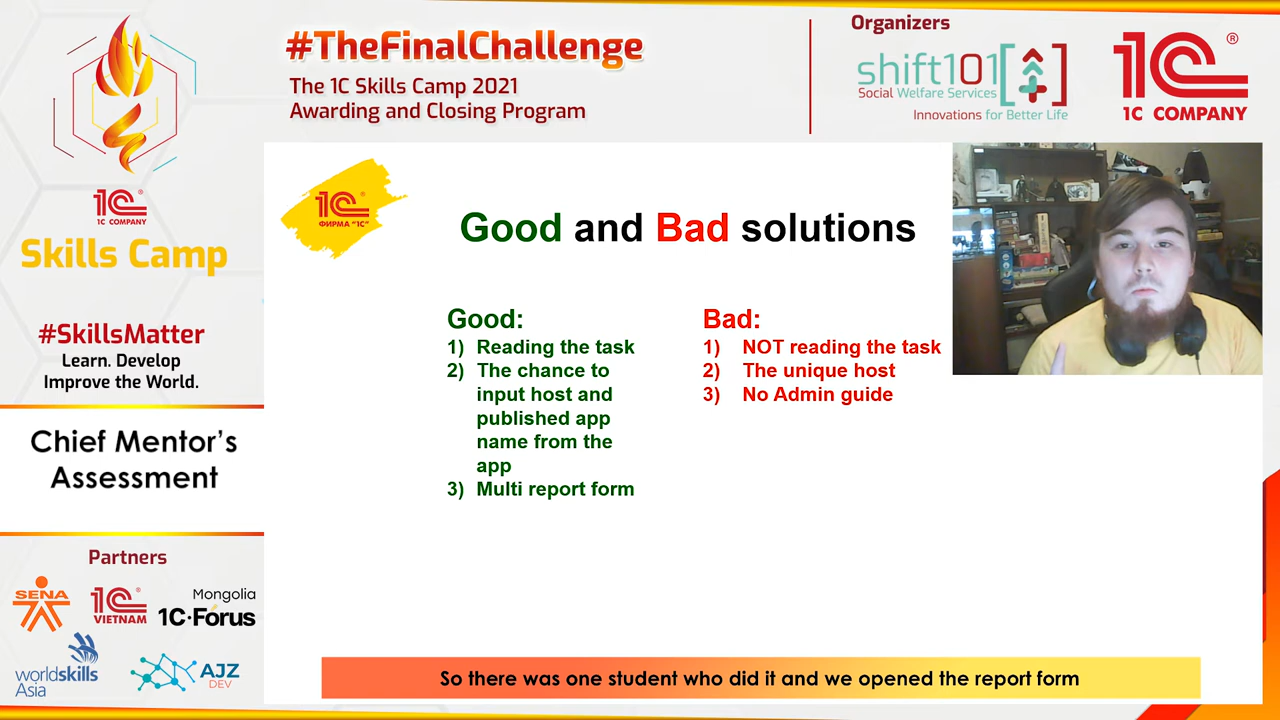 #TheFinalChallenge
The 1C Skills Camp 2021
Awarding and Closing Program
Organizers
shift101
Social Welfare Services
Innovations for Better Life
1C ®
1C COMPANY
1C ®
1C COMPANY
Skills Camp
#SkillsMatter
Learn. Develop
Improve the World.
Chief Mentor's
Assessment
Partners
SENA
1C ®
VIETNAM
Mongolia
1C·Fórus
worldskills
Asia
AJZ
DEV
1C ®
ФИРМА "1С"
Good and Bad solutions
Good:
1) Reading the task
2) The chance to
input host and
published app
name from the
app
3) Multi report form
Bad:
1) NOT reading the task
2) The unique host
3) No Admin guide
So there was one student who did it and we opened the report form